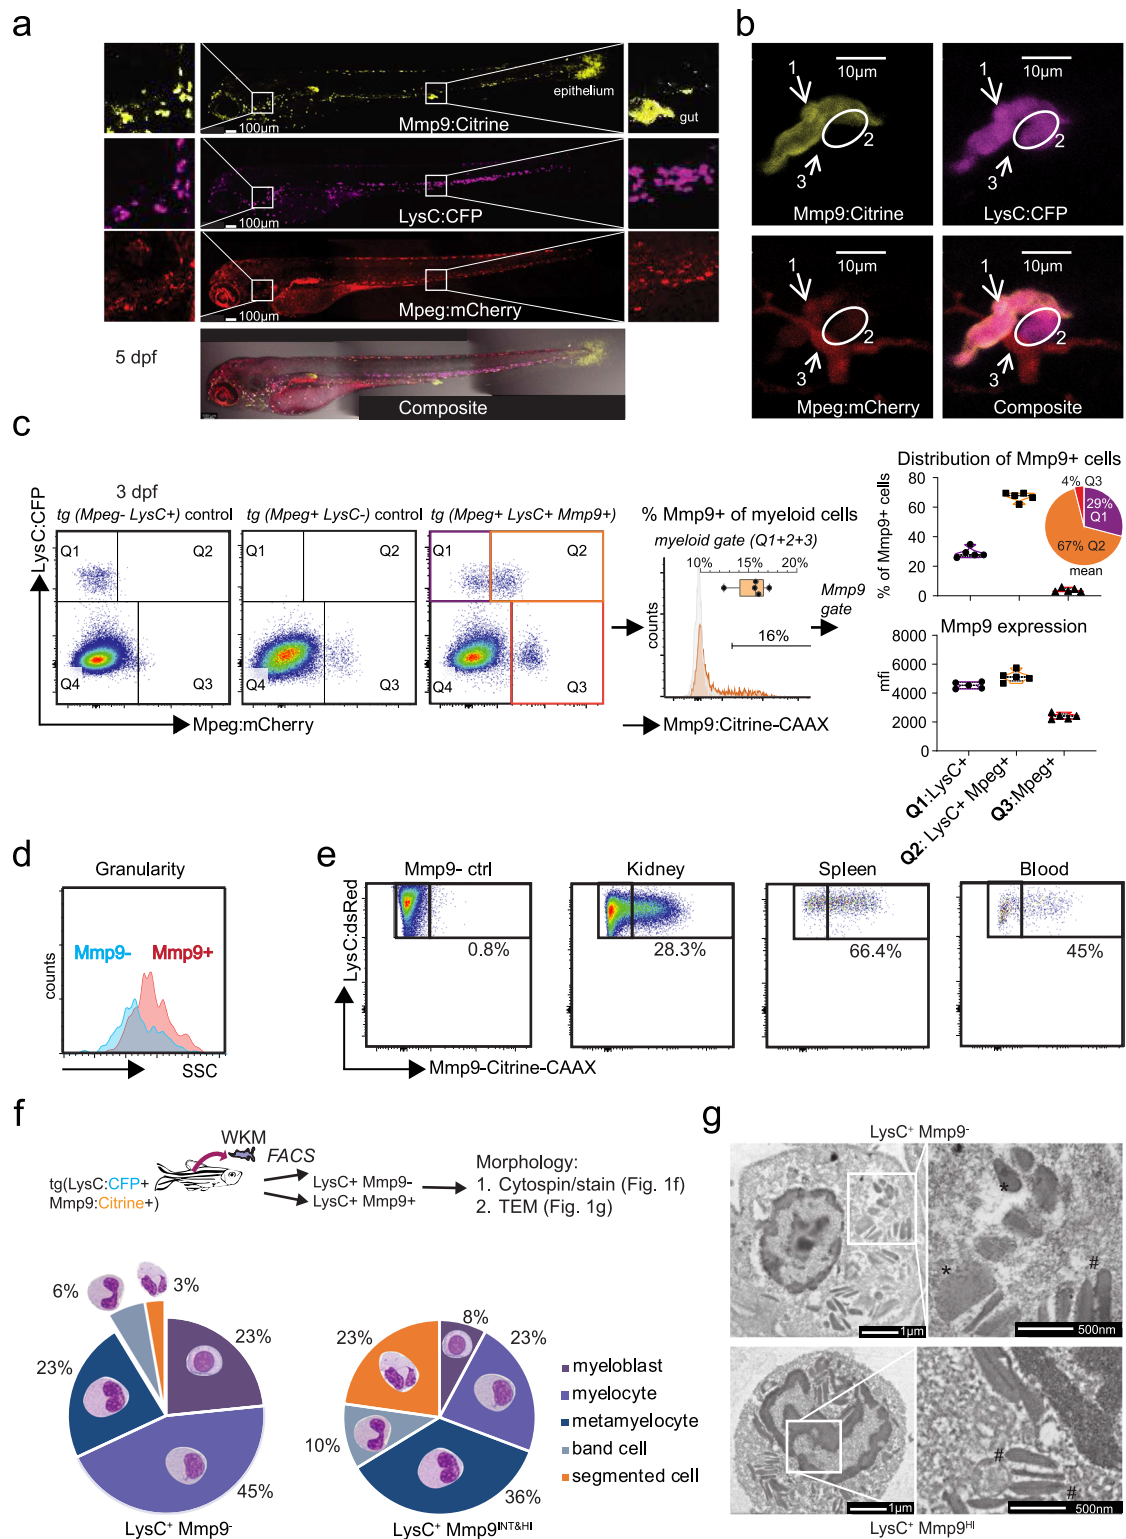 a
epithelium
Mmp9:Citrine
100µm
gut
LysC:CFP
100µm
Mpeg:mCherry
100µm
5 dpf
Composite
b
10µm
1
2
3
Mmp9:Citrine
10µm
1
2
3
LysC:CFP
10µm
1
2
3
Mpeg:mCherry
10µm
1
2
3
Composite
c
LysC:CFP
3 dpf
tg (Mpeg- LysC+) control
tg (Mpeg+ LysC-) control
tg (Mpeg+ LysC+ Mmp9+)
Q1
Q2
Q4
Q3
Q1
Q2
Q4
Q3
Q1
Q2
Q4
Q3
Mpeg:mCherry
% Mmp9+ of myeloid cells
myeloid gate (Q1+2+3)
10%
15%
20%
counts
16%
Mmp9
gate
Mmp9:Citrine-CAAX
Distribution of Mmp9+ cells
% of Mmp9+ cells
80
60
40
20
0
4% Q3
29%
Q1
67% Q2
mean
Mmp9 expression
mfi
8000
6000
4000
2000
0
Q1:LysC+
Q2: LysC+ Mpeg+
Q3:Mpeg+
d
Granularity
counts
Mmp9-
Mmp9+
SSC
e
LysC:dsRed
Mmp9- ctrl
0.8%
Kidney
28.3%
Spleen
66.4%
Blood
45%
Mmp9-Citrine-CAAX
f
WKM
FACS
tg(LysC:CFP+
Mmp9:Citrine+)
LysC+ Mmp9-
LysC+ Mmp9+
Morphology:
1. Cytospin/stain (Fig. 1f)
2. TEM (Fig. 1g)
6%
3%
23%
23%
45%
LysC⁺ Mmp9⁻
8%
23%
23%
10%
36%
LysC⁺ Mmp9ᴵᴺᵀ&ᴴᴵ
myeloblast
myelocyte
metamyelocyte
band cell
segmented cell
g
LysC⁺ Mmp9⁻
1µm
*
*
#
500nm
1µm
#
#
500nm
LysC⁺ Mmp9ᴴᴵ